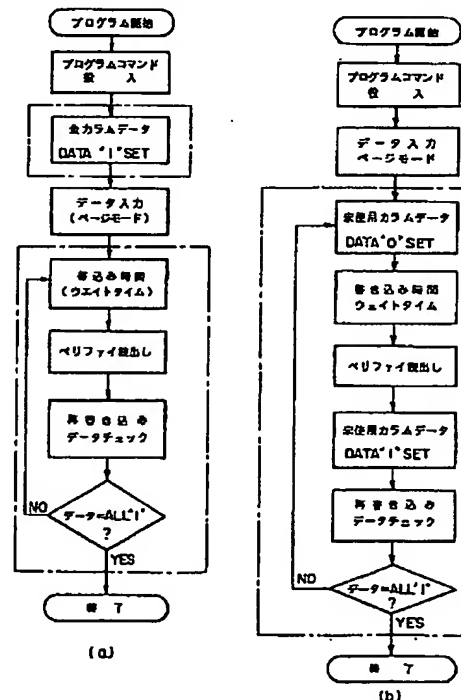 プログラム開始
プログラムコマンド
投 入
全カラムデータ
DATA "1" SET
データ入力
(ページモード)
書込み時間
(ウエイトタイム)
ベリファイ読出し
再書き込み
データチェック
データ=ALL"1"
?
NO
YES
終 了
(a)
プログラム開始
プログラムコマンド
投 入
データ入力
ページモード
未使用カラムデータ
DATA"0"SET
書き込み時間
ウェイトタイム
ベリファイ読出し
未使用カラムデータ
DATA"1"SET
再書き込み
データチェック
データ=ALL"1"
?
NO
YES
終 了
(b)